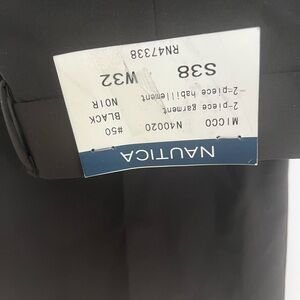 NAUTICA
MICCO N40020 #50
2-piece garment BLACK
2-piece habillement NOIR
S38 W32
RN47338